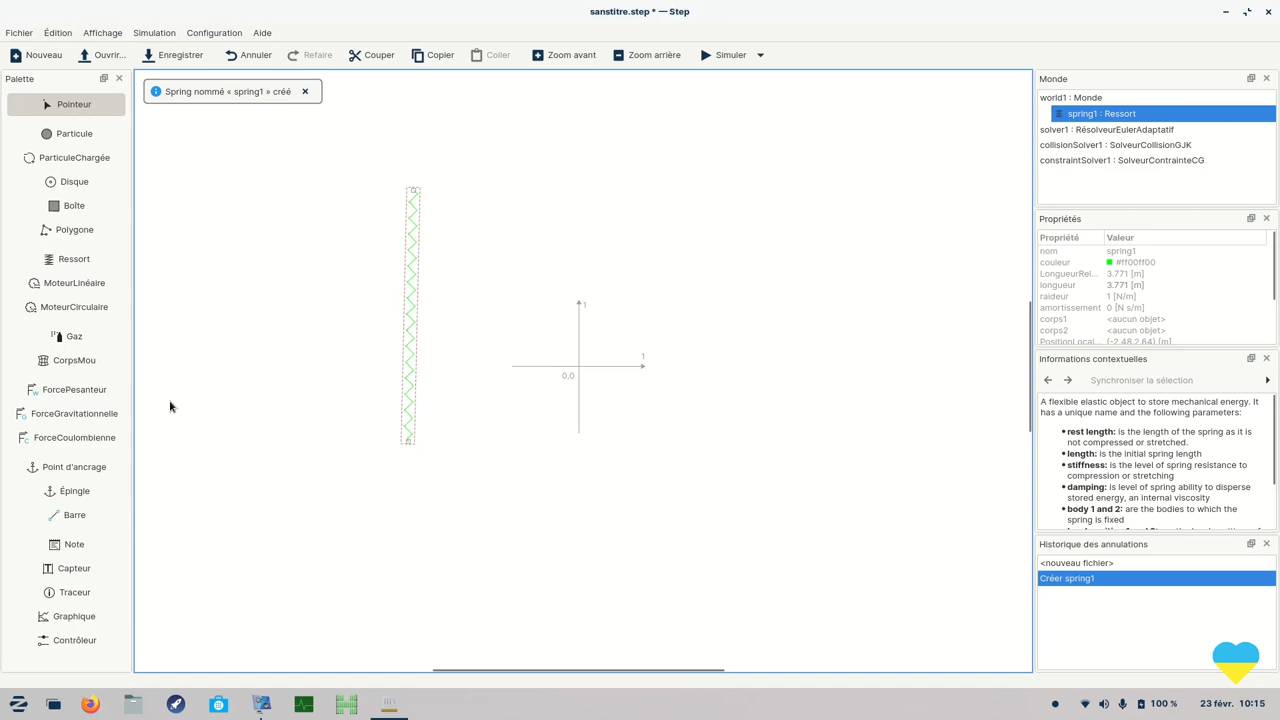 sanstitre.step * — Step
Fichier Édition Affichage Simulation Configuration Aide
Nouveau Ouvrir... Enregistrer Annuler Refaire Couper Copier Coller Zoom avant Zoom arrière Simuler
Palette
Pointeur
Particule
ParticuleChargée
Disque
Boîte
Polygone
Ressort
MoteurLinéaire
MoteurCirculaire
Gaz
CorpsMou
ForcePesanteur
ForceGravitationnelle
ForceCoulombienne
Point d'ancrage
Épingle
Barre
Note
Capteur
Traceur
Graphique
Contrôleur
Spring nommé « spring1 » créé
1
1
0,0
Monde
world1 : Monde
spring1 : Ressort
solver1 : RésolveurEulerAdaptatif
collisionSolver1 : SolveurCollisionGJK
constraintSolver1 : SolveurContrainteCG
Propriétés
Propriété Valeur
nom spring1
couleur #ff00ff00
LongueurRei... 3.771 [m]
longueur 3.771 [m]
raideur 1 [N/m]
amortissement 0 [N s/m]
corps1 <aucun objet>
corps2 <aucun objet>
PositionLocal... (-2.48,2.64) [m]
Informations contextuelles
Synchroniser la sélection
A flexible elastic object to store mechanical energy. It
has a unique name and the following parameters:
• rest length: is the length of the spring as it is
not compressed or stretched.
• length: is the initial spring length
• stiffness: is the level of spring resistance to
compression or stretching
• damping: is level of spring ability to disperse
stored energy, an internal viscosity
• body 1 and 2: are the bodies to which the
spring is fixed
Historique des annulations
<nouveau fichier>
Créer spring1
100 % 23 févr. 10:15